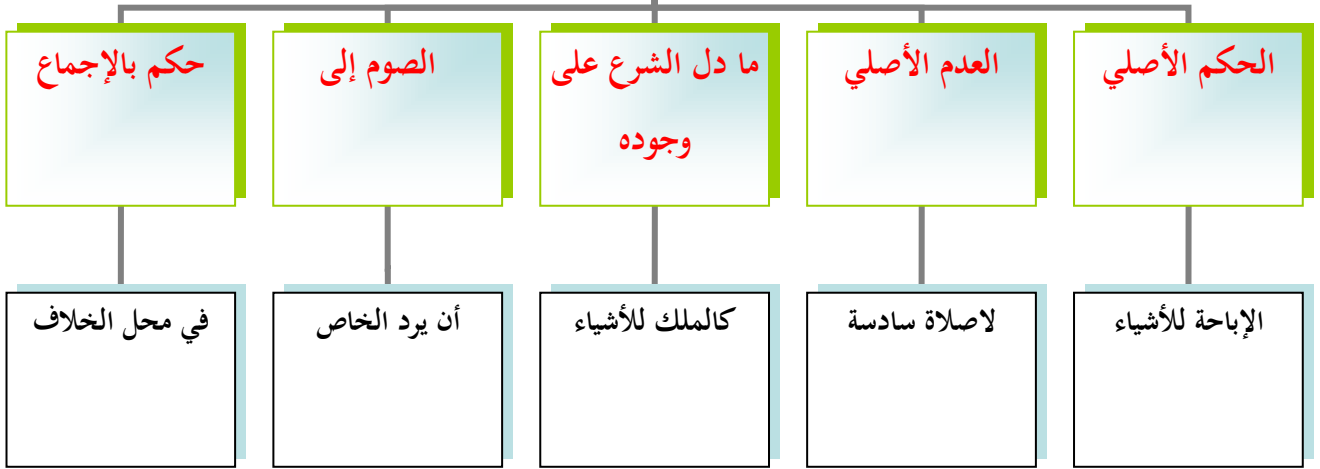 الحكم الأصلي
العدم الأصلي
ما دل الشرع على
وجوده
الصوم إلى
حكم بالإجماع
الإباحة للأشياء
لاصلاة سادسة
كالملك للأشياء
أن يرد الخاص
في محل الخلاف